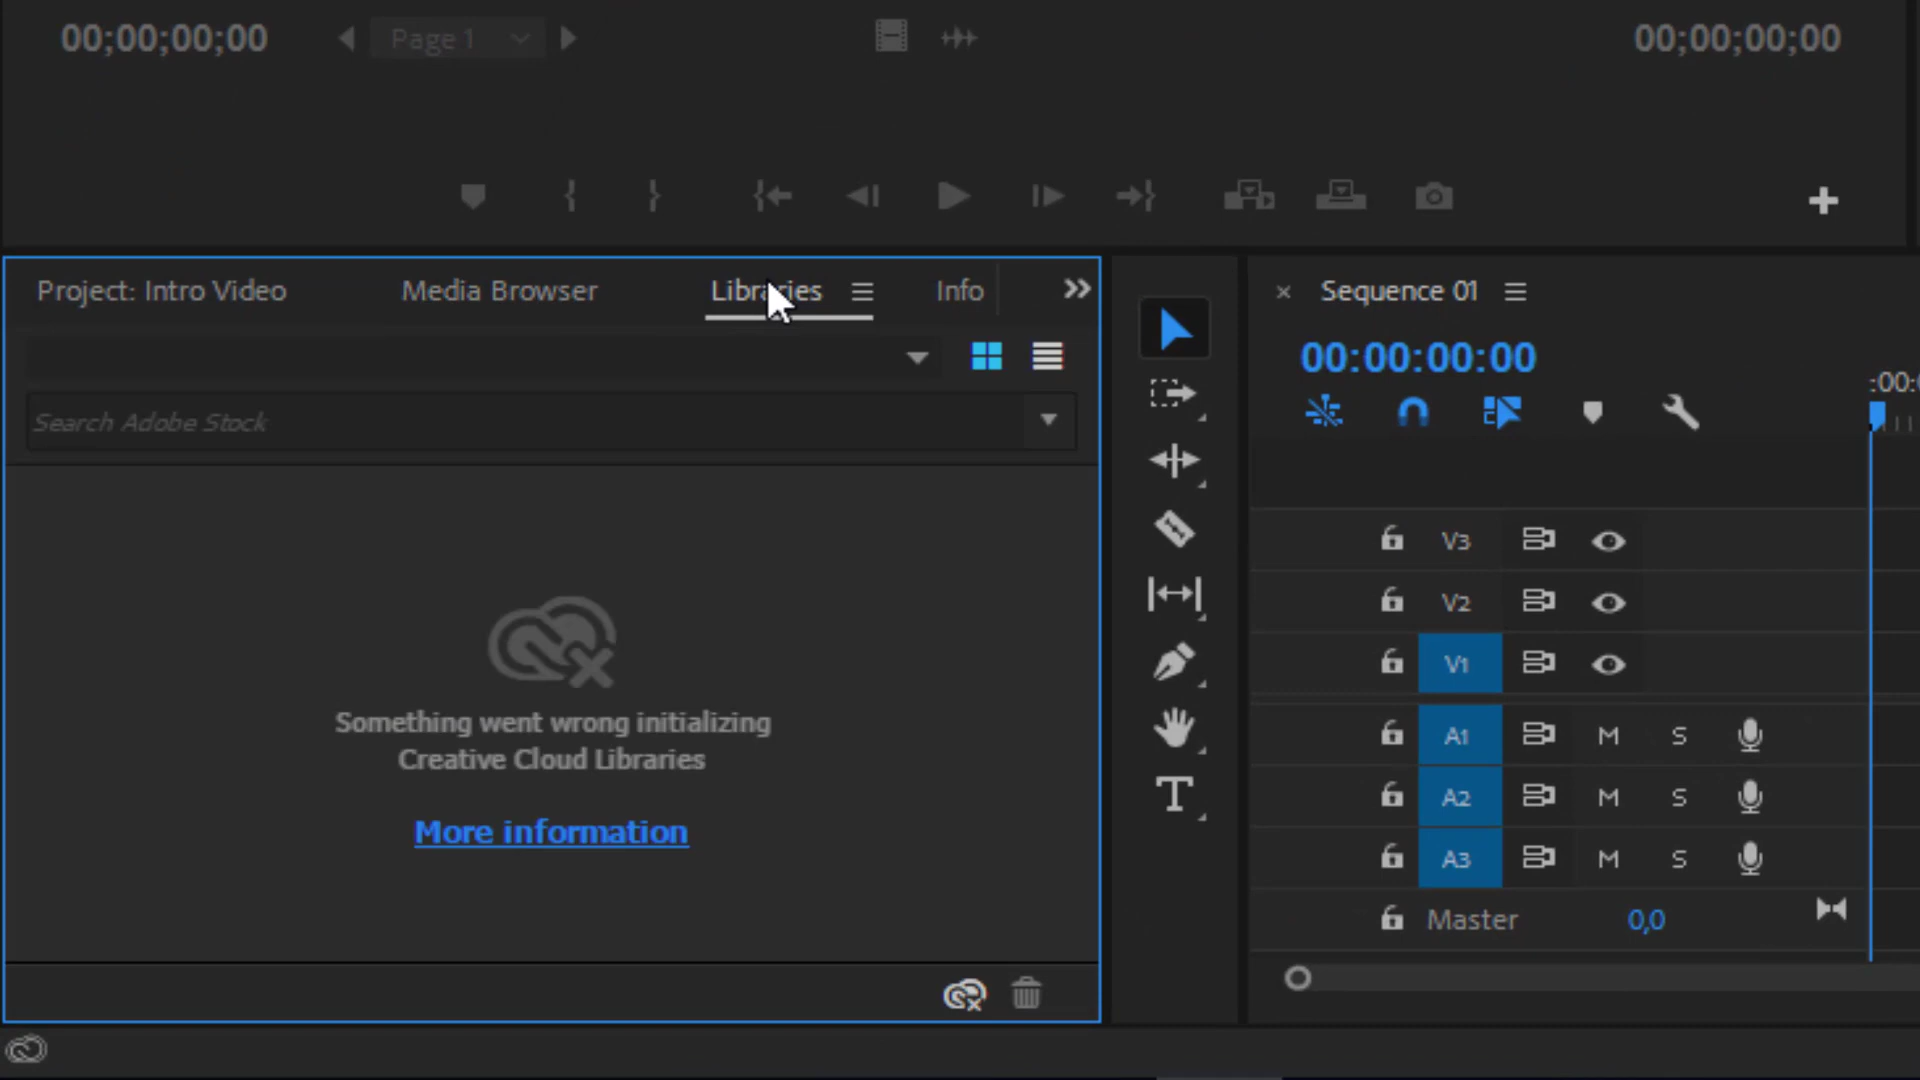 00;00;00;00
Page 1
00;00;00;00
Project: Intro Video
Media Browser
Libraries
Info
Sequence 01
00:00:00:00
:00:
Search Adobe Stock
Something went wrong initializing
Creative Cloud Libraries
More information
V3
V2
V1
A1 M S
A2 M S
A3 M S
Master 0,0